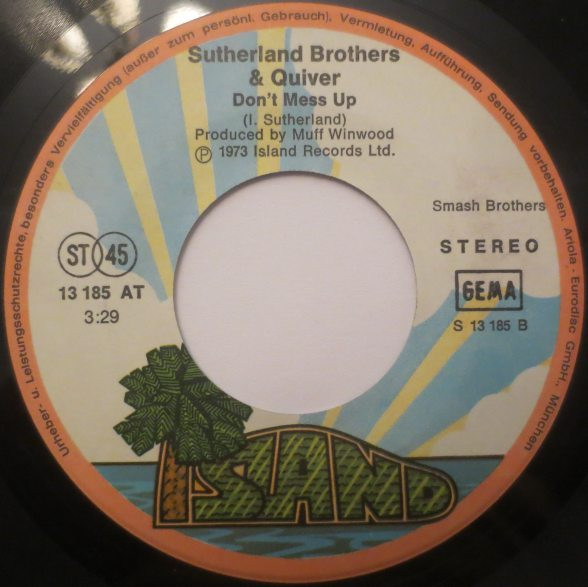 Urheber- u. Leistungsschutzrechte, besonders Vervielfältigung (außer zum persönl. Gebrauch), Vermietung, Aufführung, Sendung vorbehalten. Ariola - Eurodisc GmbH., München
Sutherland Brothers
& Quiver
Don't Mess Up
(I. Sutherland)
Produced by Muff Winwood
Ⓟ 1973 Island Records Ltd.
Smash Brothers
STEREO
ST 45
GEMA
13 185 AT
S 13 185 B
3:29
ISLAND